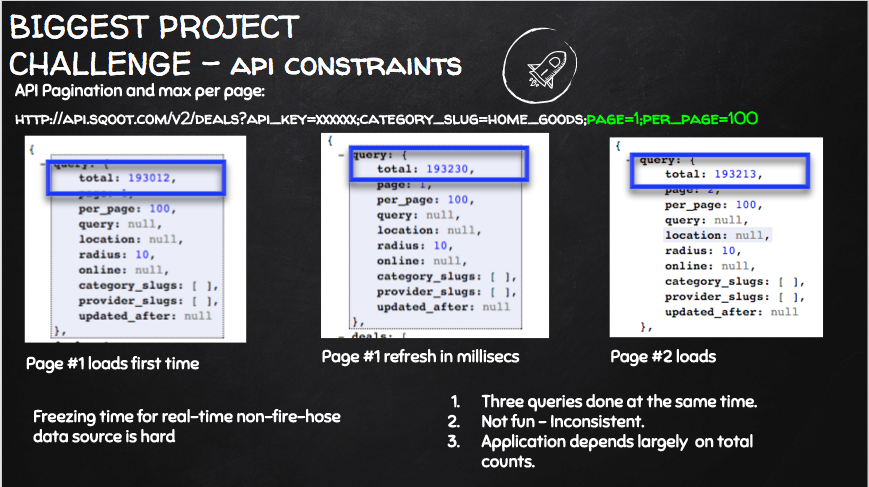 BIGGEST PROJECT
CHALLENGE – API CONSTRAINTS
API Pagination and max per page:
HTTP://API.SQOOT.COM/V2/DEALS?API_KEY=XXXXXX;CATEGORY_SLUG=HOME_GOODS;PAGE=1;PER_PAGE=100
{
query: {
total: 193012,
page: 1,
per_page: 100,
query: null,
location: null,
radius: 10,
online: null,
category_slugs: [ ],
provider_slugs: [ ],
updated_after: null
},
Page #1 loads first time
{
– query: {
total: 193230,
page: 1,
per_page: 100,
query: null,
location: null,
radius: 10,
online: null,
category_slugs: [ ],
provider_slugs: [ ],
updated_after: null
},
– deals: [
Page #1 refresh in millisecs
{
– query: {
total: 193213,
page: 2,
per_page: 100,
query: null,
location: null,
radius: 10,
online: null,
category_slugs: [ ],
provider_slugs: [ ],
updated_after: null
},
Page #2 loads
Freezing time for real-time non-fire-hose
data source is hard
1. Three queries done at the same time.
2. Not fun – Inconsistent.
3. Application depends largely on total
counts.